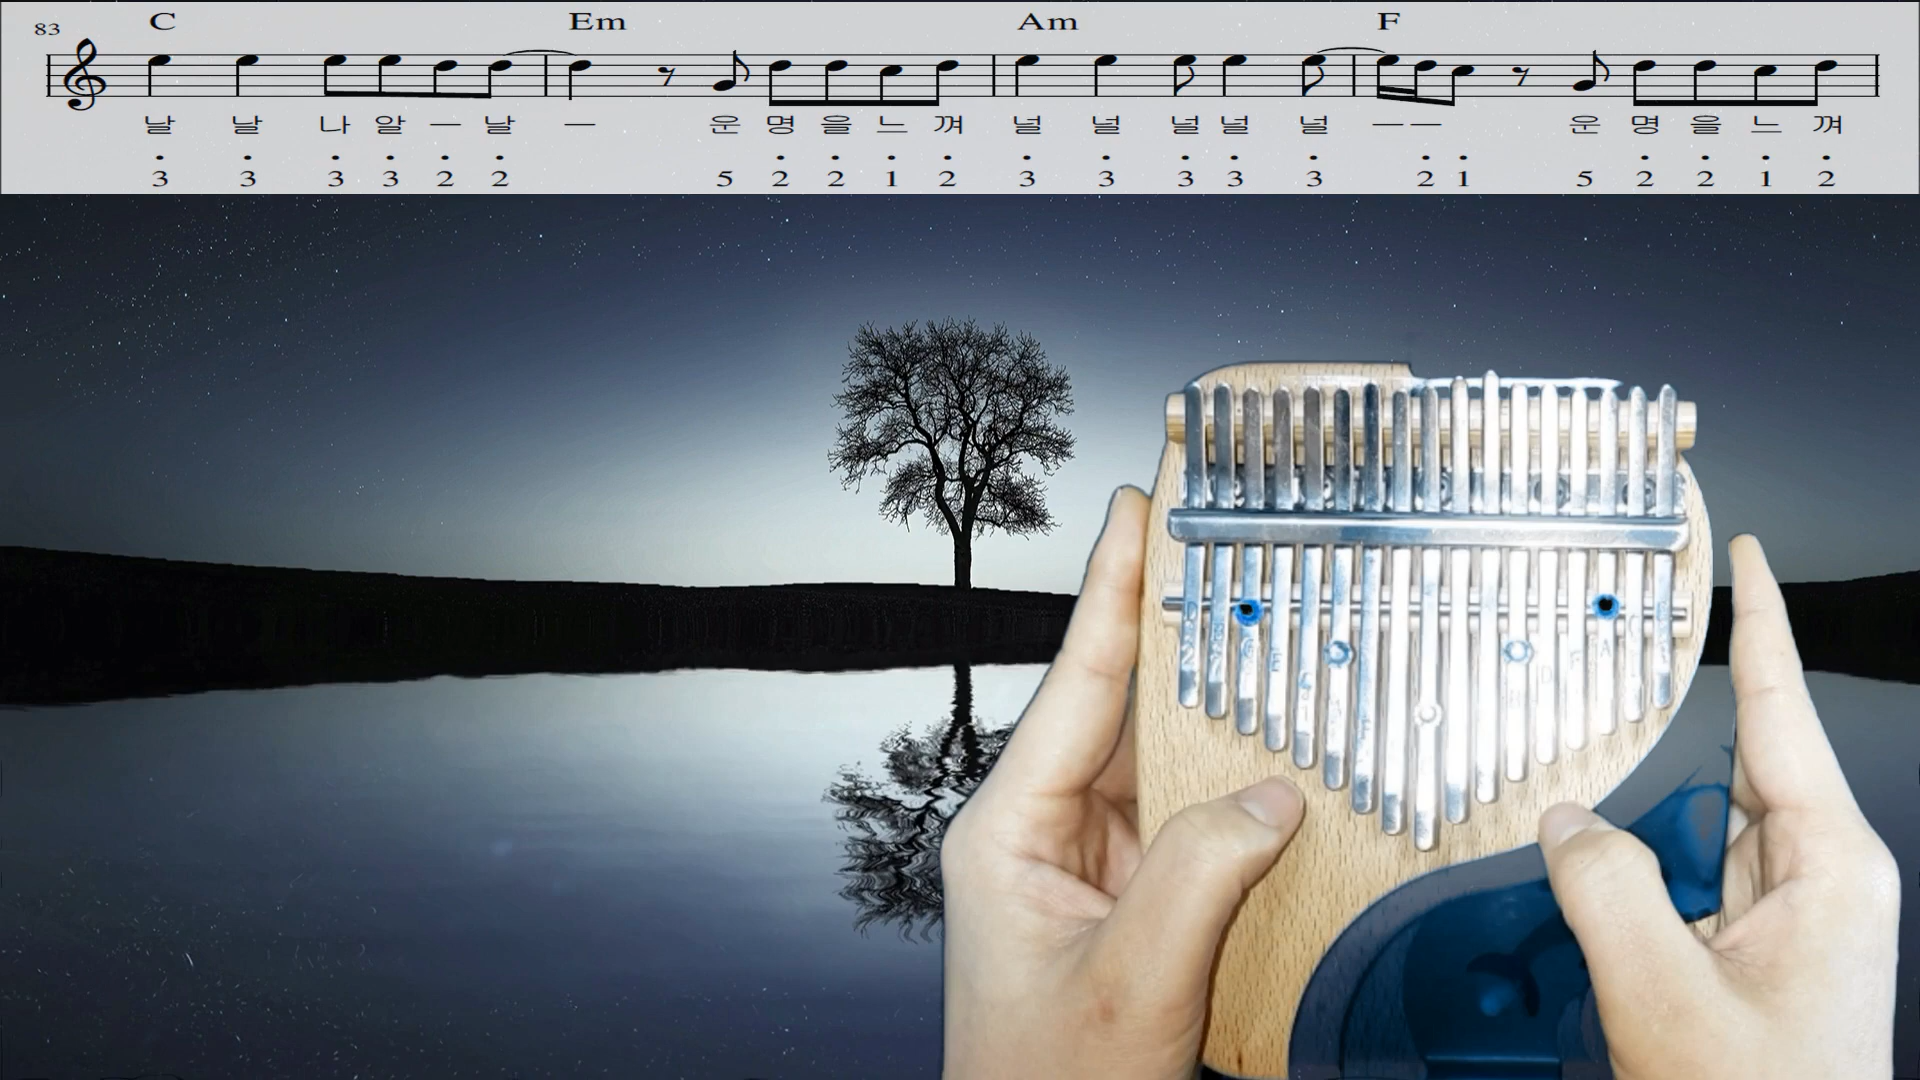 C Em Am F
83
날 날 나 알 ㅡ 날 ㅡ 운 명 을 느 껴 널 널 널 널 널 ㅡ ㅡ 운 명 을 느 껴
3̇ 3̇ 3̇ 3̇ 2̇ 2̇ 5 2̇ 2̇ 1̇ 2̇ 3̇ 3̇ 3̇ 3̇ 3̇ 2̇ 1̇ 5 2̇ 2̇ 1̇ 2̇
E D F A